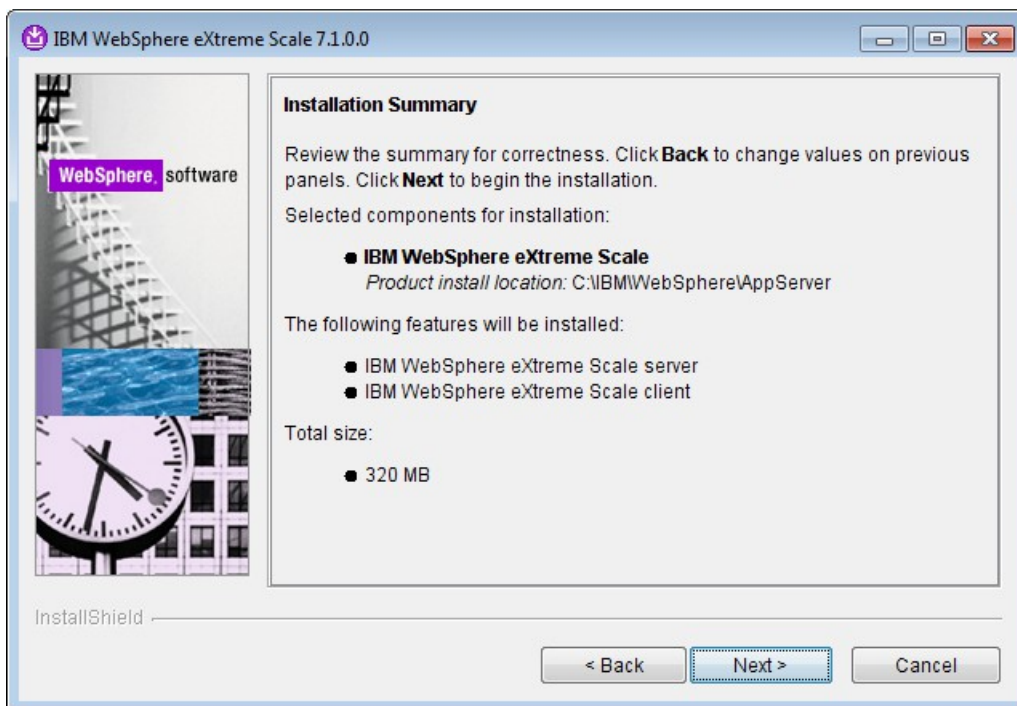 IBM WebSphere eXtreme Scale 7.1.0.0
WebSphere. software
Installation Summary
Review the summary for correctness. Click Back to change values on previous
panels. Click Next to begin the installation.
Selected components for installation:
● IBM WebSphere eXtreme Scale
Product install location: C:\IBM\WebSphere\AppServer
The following features will be installed:
● IBM WebSphere eXtreme Scale server
● IBM WebSphere eXtreme Scale client
Total size:
● 320 MB
InstallShield
< Back
Next >
Cancel